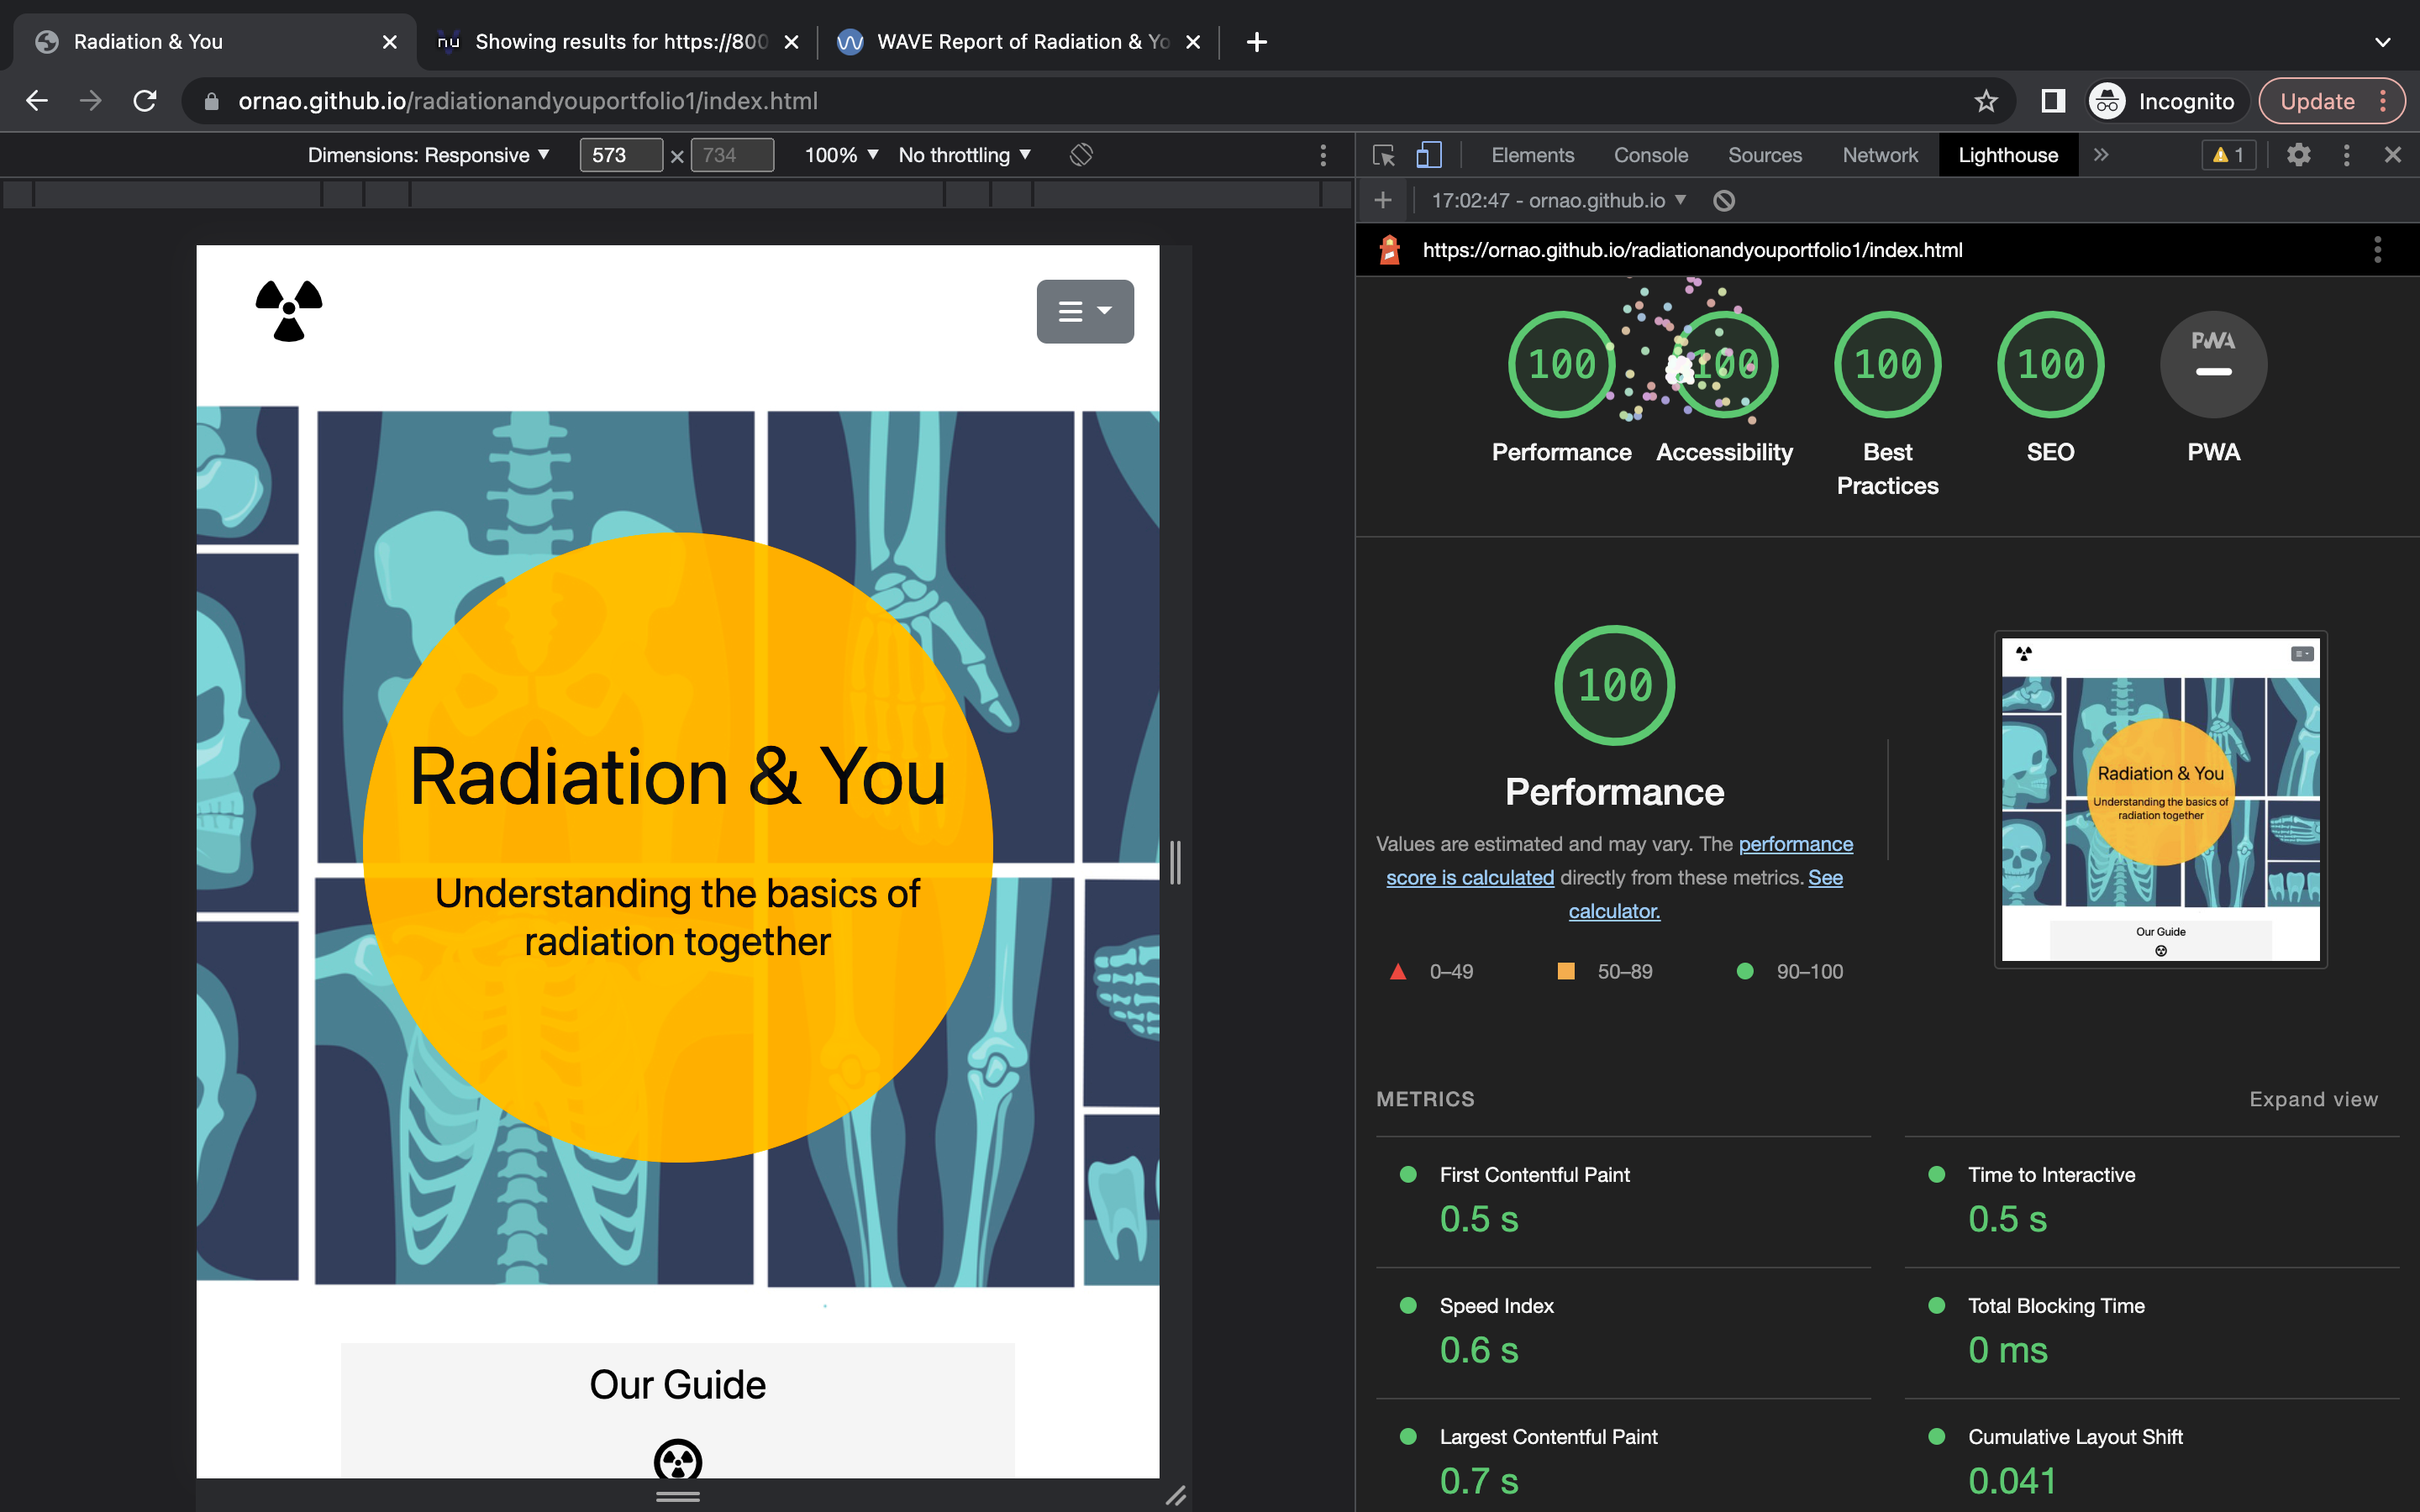 Radiation & You
nu Showing results for https://800
WAVE Report of Radiation & Yo
ornao.github.io/radiationandyouportfolio1/index.html
Incognito
Update
Dimensions: Responsive
573 × 734
100%
No throttling
Elements
Console
Sources
Network
Lighthouse
1
17:02:47 - ornao.github.io
https://ornao.github.io/radiationandyouportfolio1/index.html
100
100
100
100
PWA
Performance
Accessibility
Best
Practices
SEO
PWA
Radiation & You
Understanding the basics of
radiation together
Our Guide
100
Performance
Values are estimated and may vary. The performance
score is calculated directly from these metrics. See
calculator.
0–49
50–89
90–100
Radiation & You
Understanding the basics of
radiation together
Our Guide
METRICS
Expand view
First Contentful Paint
0.5 s
Time to Interactive
0.5 s
Speed Index
0.6 s
Total Blocking Time
0 ms
Largest Contentful Paint
0.7 s
Cumulative Layout Shift
0.041